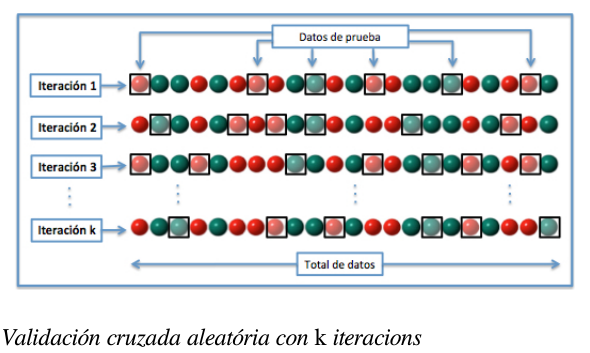 Datos de prueba
Iteración 1
Iteración 2
Iteración 3
Iteración k
Total de datos
Validación cruzada aleatória con k iteracions